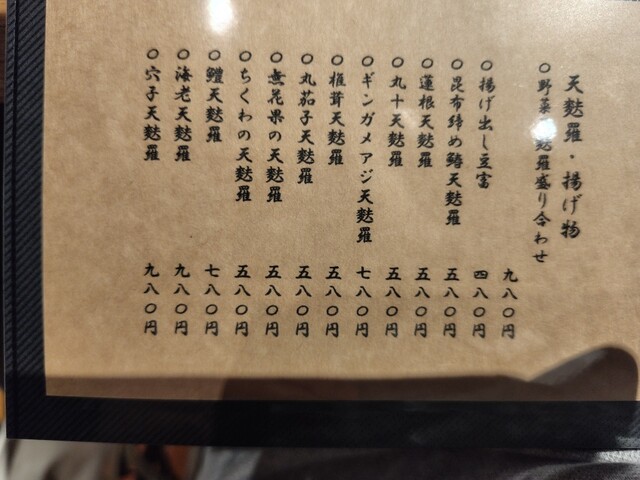 天麩羅・揚げ物
○野菜 麩羅盛り合わせ 九八〇円
○揚げ出し豆富 四八〇円
○昆布締め 天麩羅 五八〇円
○蓮根天麩羅 五八〇円
○丸十天麩羅 五八〇円
○ギンガメアジ天麩羅 七八〇円
○椎茸天麩羅 五八〇円
○丸茄子天麩羅 五八〇円
○無花果の天麩羅 五八〇円
○ちくわの天麩羅 五八〇円
○鱧天麩羅 七八〇円
○海老天麩羅 九八〇円
○穴子天麩羅 九八〇円